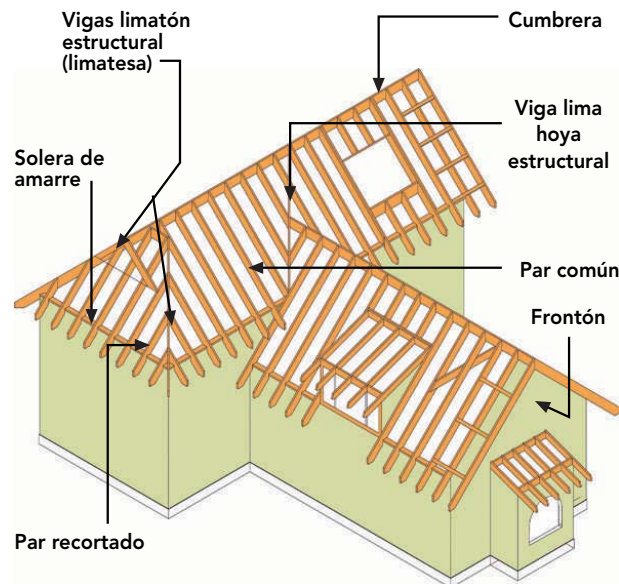 Vigas limatón
estructural
(limatesa)
Cumbrera
Viga lima
hoya
estructural
Solera de
amarre
Par común
Frontón
Par recortado